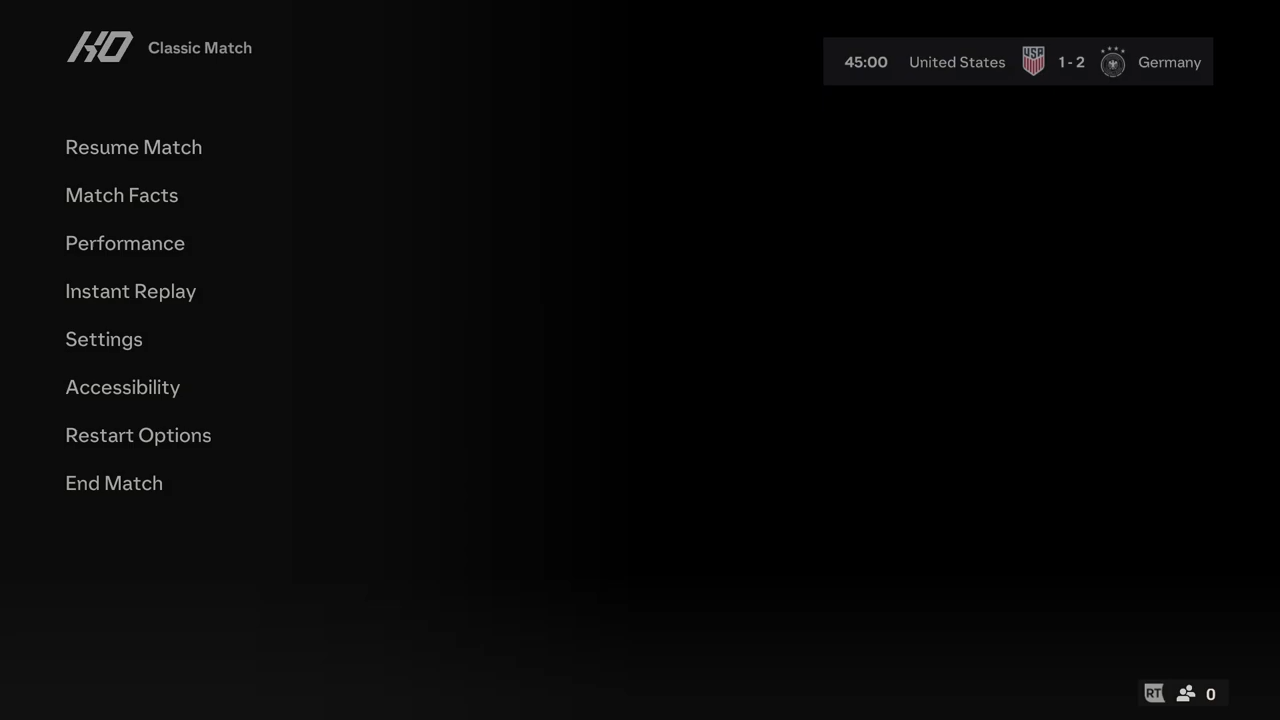 KO Classic Match
45:00 United States USA 1 - 2 Germany
Resume Match
Match Facts
Performance
Instant Replay
Settings
Accessibility
Restart Options
End Match
RT 0